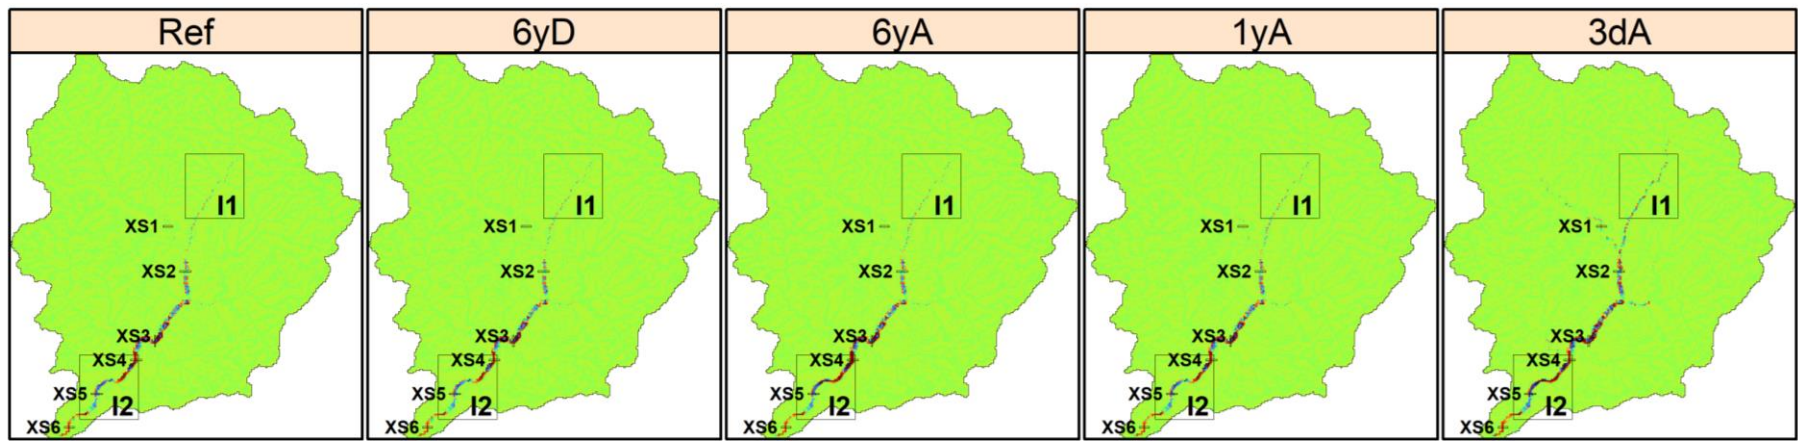 Ref
I1
XS1
XS2
XS3
XS4
XS5
I2
XS6
6yD
I1
XS1
XS2
XS3
XS4
XS5
I2
XS6
6yA
I1
XS1
XS2
XS3
XS4
XS5
I2
XS6
1yA
I1
XS1
XS2
XS3
XS4
XS5
I2
XS6
3dA
I1
XS1
XS2
XS3
XS4
XS5
I2
XS6